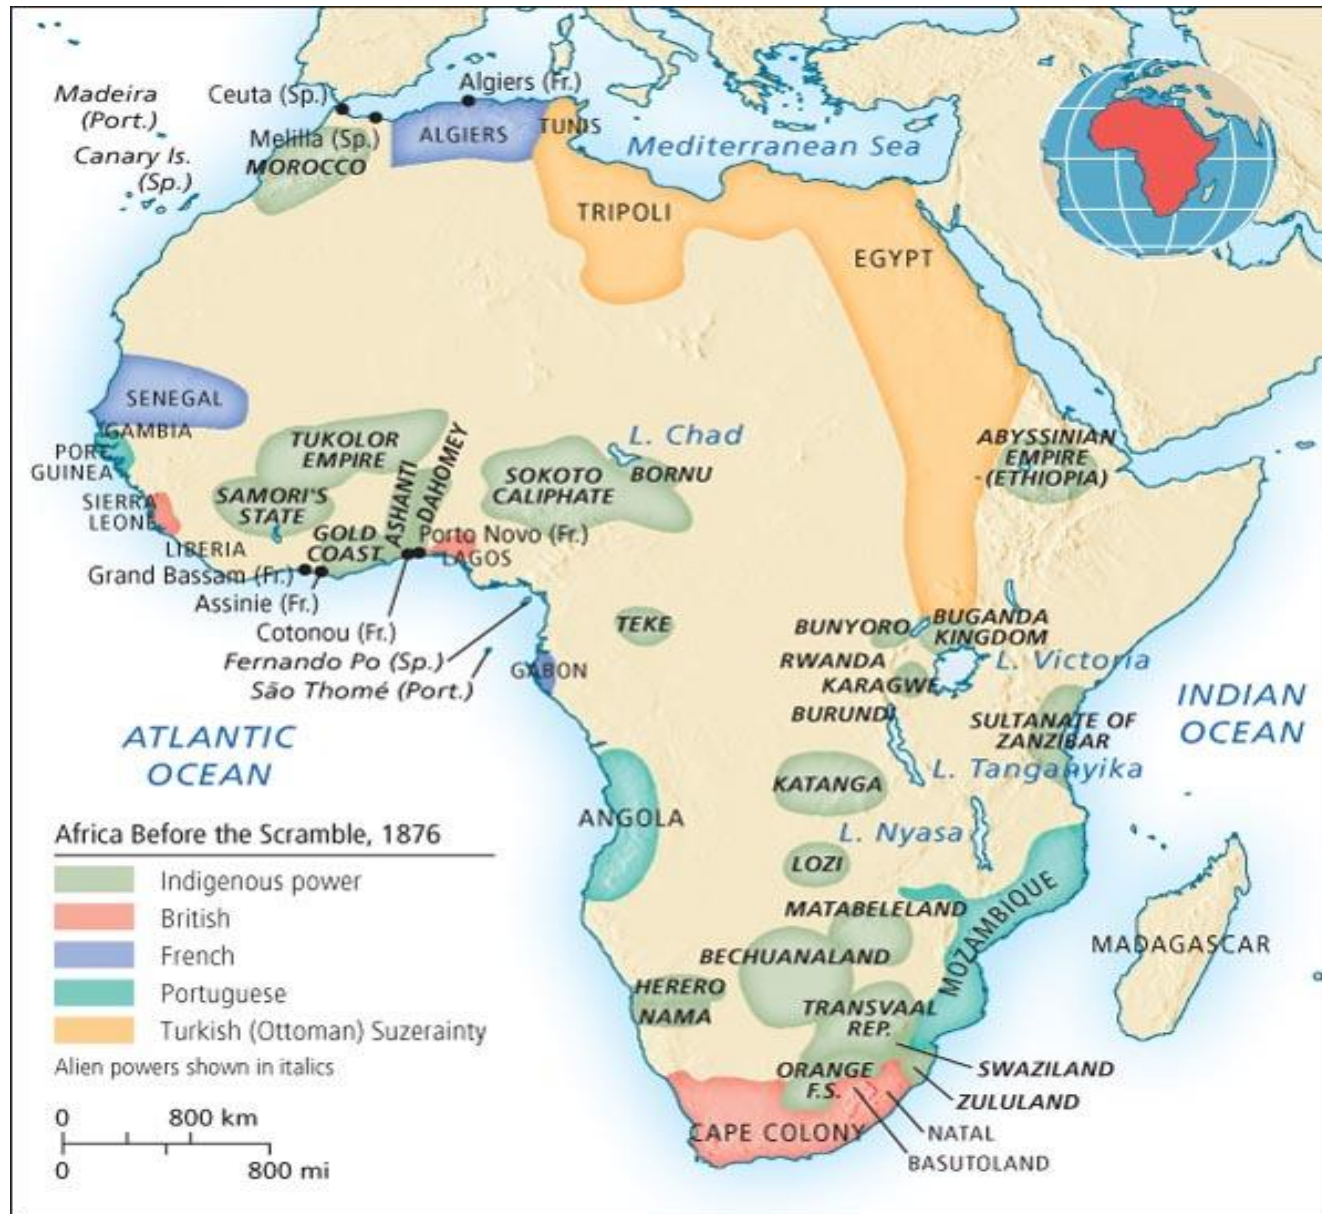 Madeira
(Port.)
Ceuta (Sp.)
Algiers (Fr.)
Canary Is.
(Sp.)
Melilla (Sp.)
MOROCCO
ALGIERS
TUNIS
Mediterranean Sea
TRIPOLI
EGYPT
SENEGAL
GAMBIA
PORT.
GUINEA
SIERRA
LEONE
LIBERIA
TUKOLOR
EMPIRE
SAMORI'S
STATE
GOLD
COAST
ASHANTI
DAHOMEY
SOKOTO
CALIPHATE
L. Chad
BORNU
ABYSSINIAN
EMPIRE
(ETHIOPIA)
Porto Novo (Fr.)
LAGOS
Grand Bassam (Fr.)
Assinie (Fr.)
Cotonou (Fr.)
Fernando Po (Sp.)
São Thomé (Port.)
GABON
TEKE
BUNYORO
BUGANDA
KINGDOM
RWANDA
L. Victoria
KARAGWE
BURUNDI
SULTANATE OF
ZANZIBAR
INDIAN
OCEAN
ATLANTIC
OCEAN
L. Tanganyika
KATANGA
ANGOLA
L. Nyasa
LOZI
MATABELELAND
MOZAMBIQUE
BECHUANALAND
MADAGASCAR
HERERO
NAMA
TRANSVAAL
REP.
ORANGE
F.S.
SWAZILAND
ZULULAND
CAPE COLONY
NATAL
BASUTOLAND
Africa Before the Scramble, 1876
Indigenous power
British
French
Portuguese
Turkish (Ottoman) Suzerainty
Alien powers shown in italics
0 800 km
0 800 mi